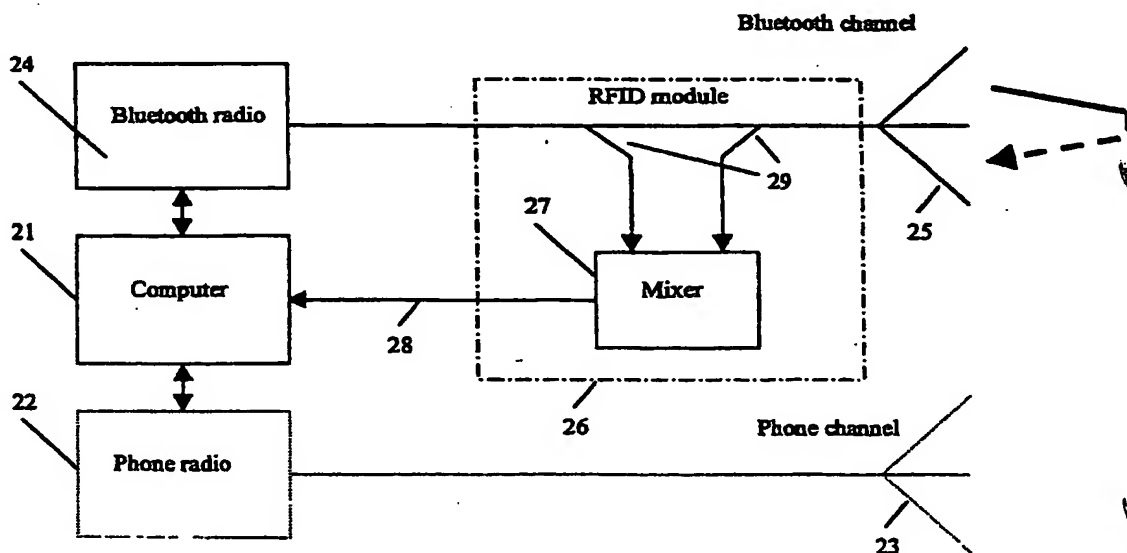 Bluetooth channel
24
RFID module
Bluetooth radio
29
27
25
21
Computer
Mixer
28
22
26
Phone channel
Phone radio
23